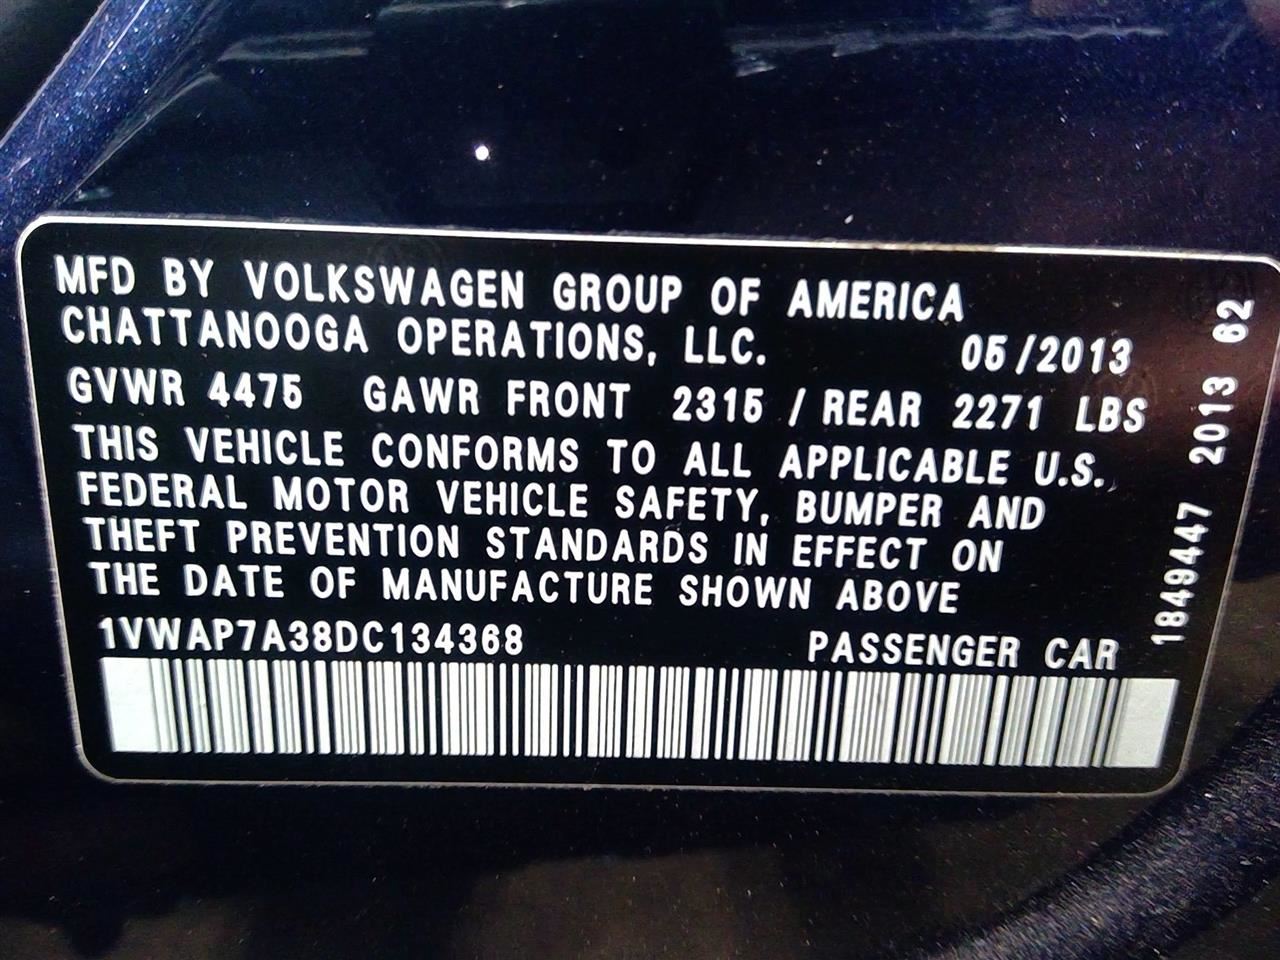 MFD BY VOLKSWAGEN GROUP OF AMERICA
CHATTANOOGA OPERATIONS, LLC. 05/2013
GVWR 4475 GAWR FRONT 2315 / REAR 2271 LBS
THIS VEHICLE CONFORMS TO ALL APPLICABLE U.S.
FEDERAL MOTOR VEHICLE SAFETY, BUMPER AND
THEFT PREVENTION STANDARDS IN EFFECT ON
THE DATE OF MANUFACTURE SHOWN ABOVE
1VWAP7A38DC134368 PASSENGER CAR
1849447 2013 62